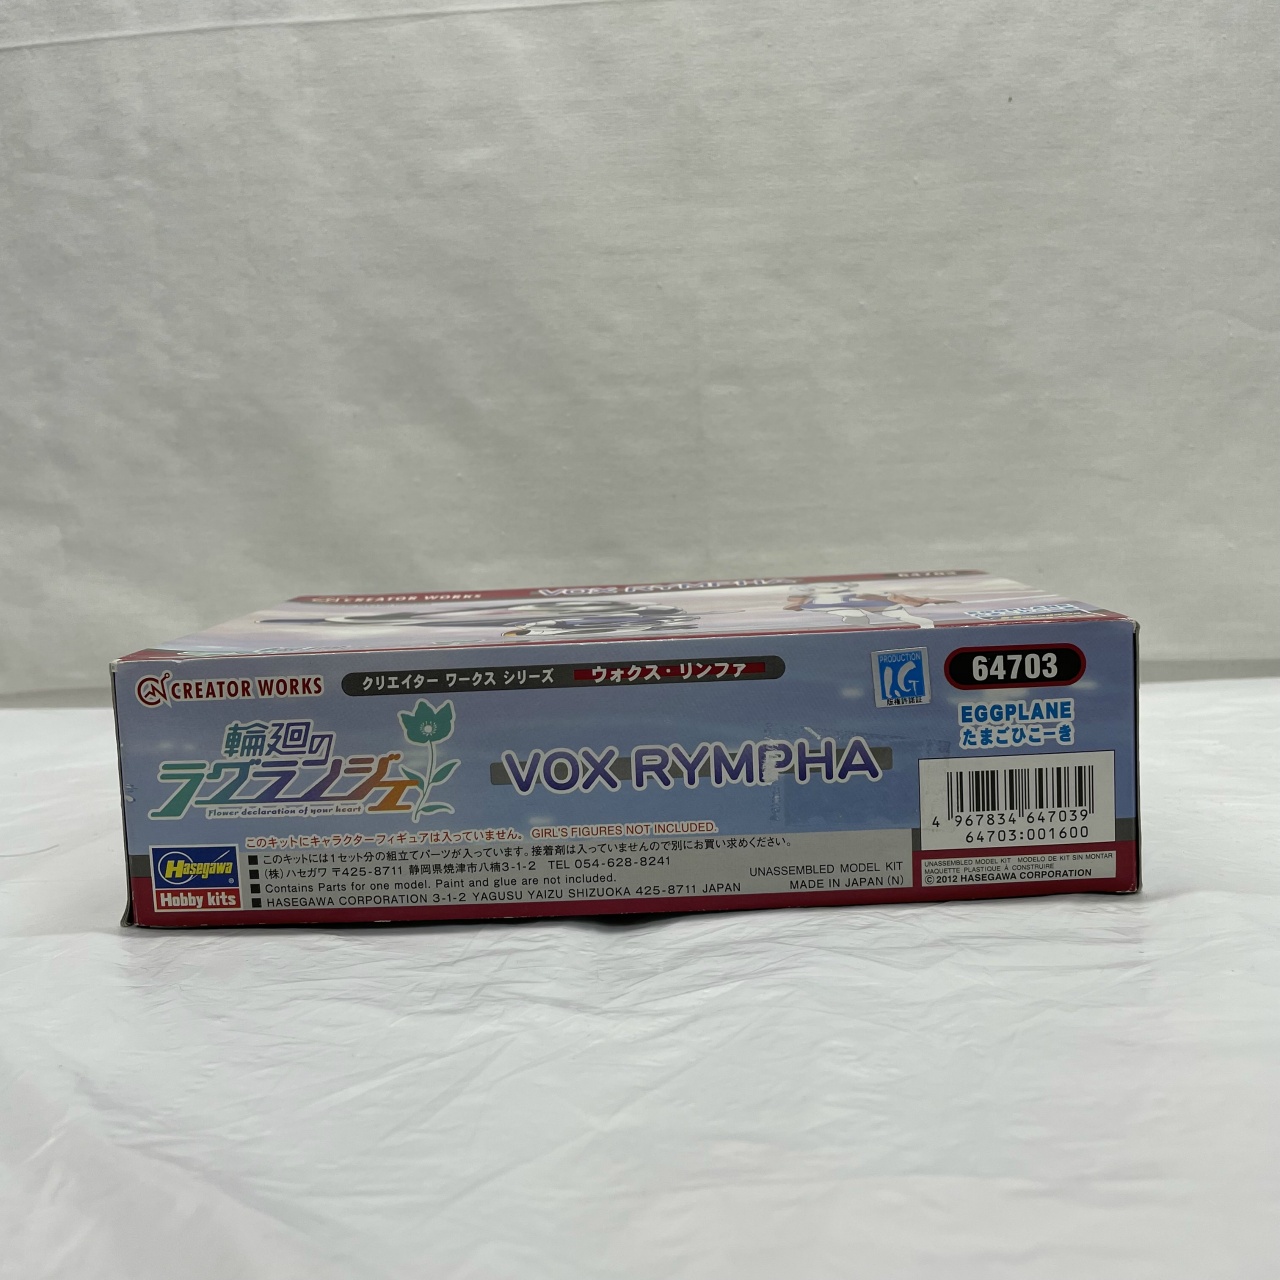 CREATOR WORKS
VOX RYMPHA
64703
CREATOR WORKS
クリエイター ワークス シリーズ
ウォクス・リンファ
PRODUCTION
I.G
版権許諾証
64703
輪廻の
ラグランジェ
Flower declaration of your heart
VOX RYMPHA
EGGPLANE
たまごひこーき
4 967834 647039
64703:001600
このキットにキャラクターフィギュアは入っていません。 GIRL'S FIGURES NOT INCLUDED.
Hasegawa
Hobby kits
■ このキットには1セット分の組立てパーツが入っています。接着剤は入っていませんので別にお買い求めください。
■ (株)ハセガワ 〒425-8711 静岡県焼津市八楠3-1-2 TEL 054-628-8241
■ Contains Parts for one model. Paint and glue are not included.
■ HASEGAWA CORPORATION 3-1-2 YAGUSU YAIZU SHIZUOKA 425-8711 JAPAN
UNASSEMBLED MODEL KIT
MADE IN JAPAN (N)
UNASSEMBLED MODEL KIT MODELO DE KIT SIN MONTAR
MAQUETTE PLASTIQUE À CONSTRUIRE
© 2012 HASEGAWA CORPORATION